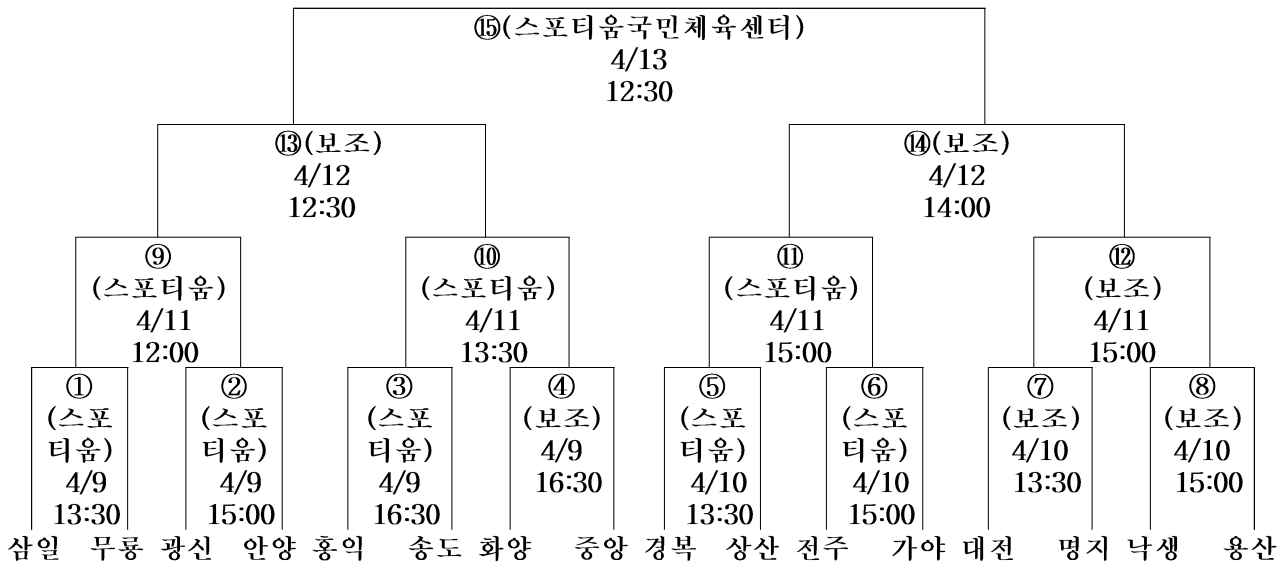 ⑮(스포티움국민체육센터)
4/13
12:30
⑬(보조)
4/12
12:30
⑭(보조)
4/12
14:00
⑨
(스포티움)
4/11
12:00
⑩
(스포티움)
4/11
13:30
⑪
(스포티움)
4/11
15:00
⑫
(보조)
4/11
15:00
①
(스포
티움)
4/9
13:30
②
(스포
티움)
4/9
15:00
③
(스포
티움)
4/9
16:30
④
(보조)
4/9
16:30
⑤
(스포
티움)
4/10
13:30
⑥
(스포
티움)
4/10
15:00
⑦
(보조)
4/10
13:30
⑧
(보조)
4/10
15:00
삼일 무룡 광신 안양 홍익 송도 화양 중앙 경복 상산 전주 가야 대전 명지 낙생 용산